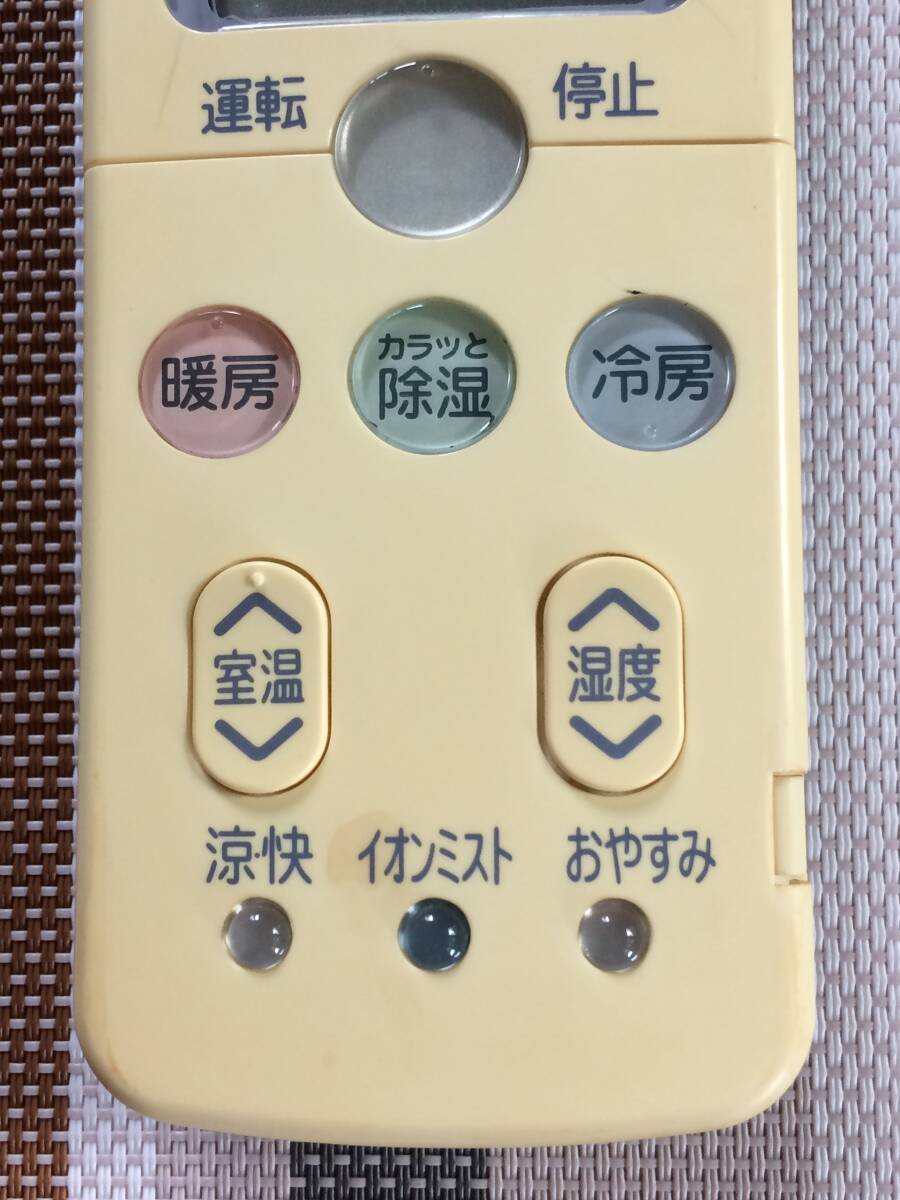 運転 停止
暖房
カラッと
除湿
冷房
室温
湿度
涼・快 イオンミスト おやすみ